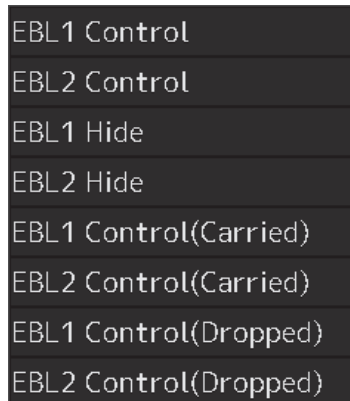 EBL1 Control
EBL2 Control
EBL1 Hide
EBL2 Hide
EBL1 Control(Carried)
EBL2 Control(Carried)
EBL1 Control(Dropped)
EBL2 Control(Dropped)